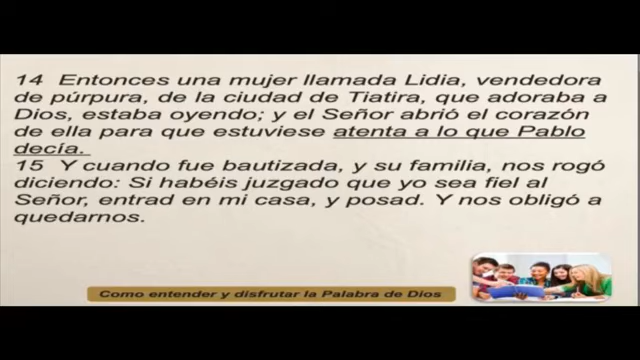 14 Entonces una mujer llamada Lidia, vendedora
de púrpura, de la ciudad de Tiatira, que adoraba a
Dios, estaba oyendo; y el Señor abrió el corazón
de ella para que estuviese atenta a lo que Pablo
decía.
15 Y cuando fue bautizada, y su familia, nos rogó
diciendo: Si habéis juzgado que yo sea fiel al
Señor, entrad en mi casa, y posad. Y nos obligó a
quedarnos.
Como entender y disfrutar la Palabra de Dios